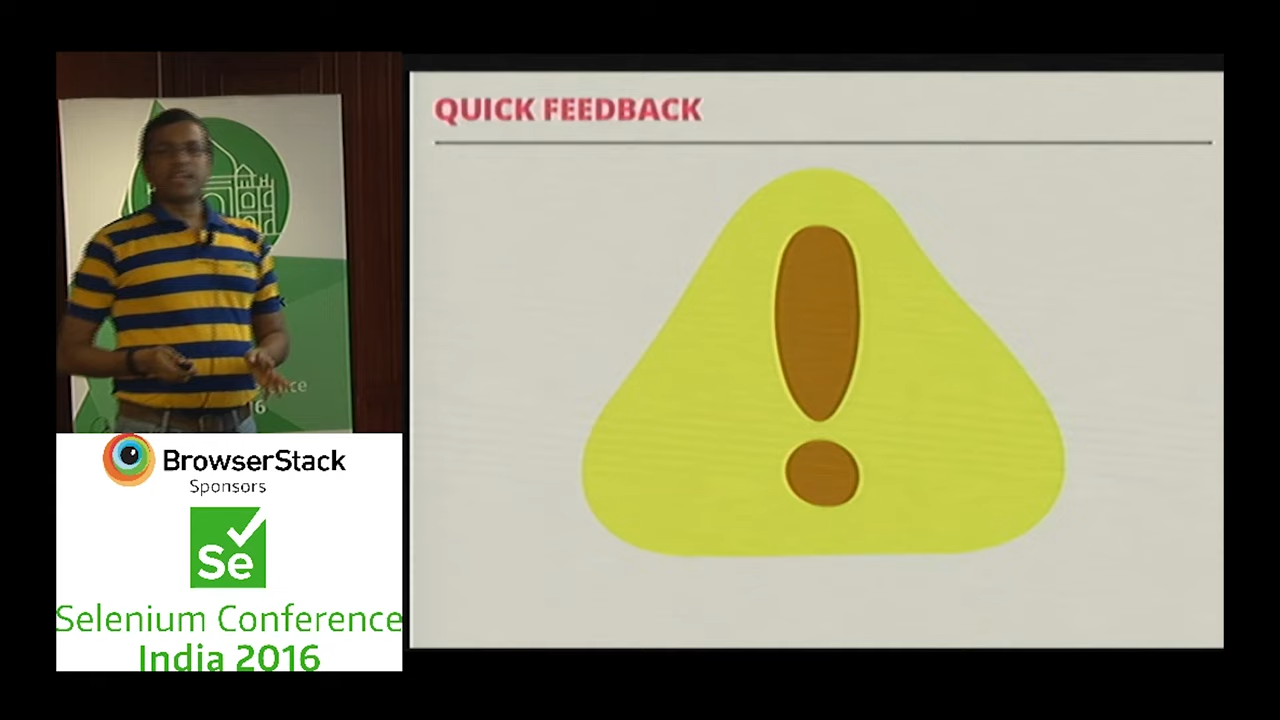 QUICK FEEDBACK
BrowserStack
Sponsors
Se
Selenium Conference
India 2016